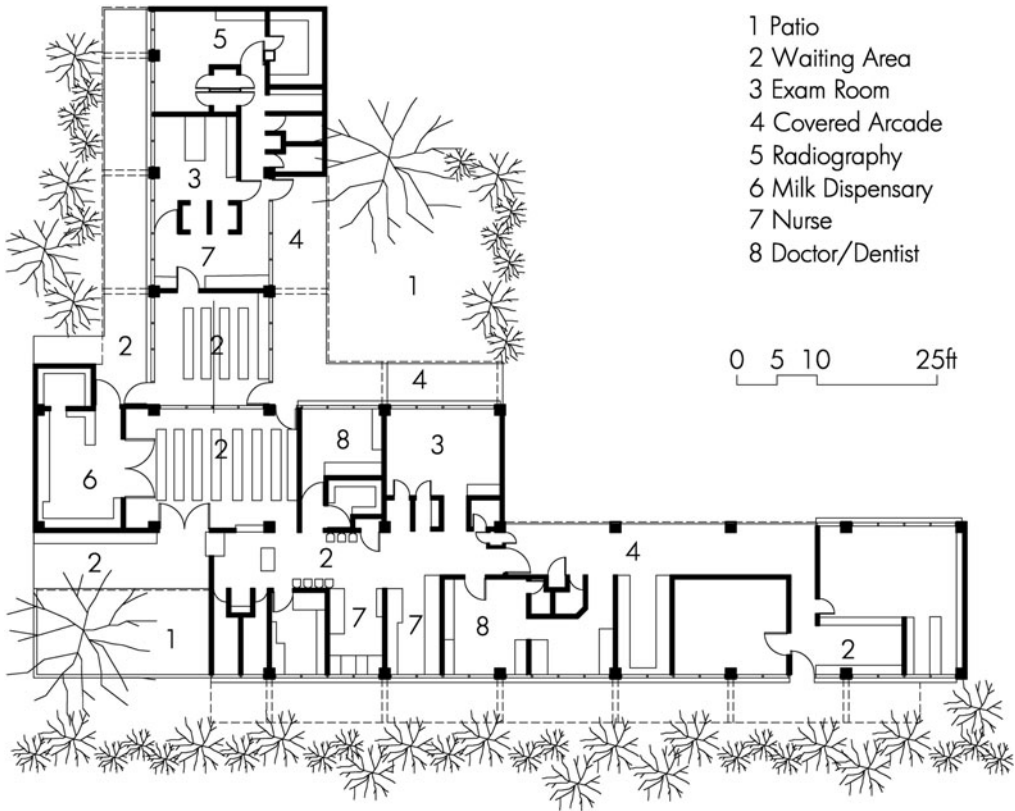 1 Patio
2 Waiting Area
3 Exam Room
4 Covered Arcade
5 Radiography
6 Milk Dispensary
7 Nurse
8 Doctor/Dentist
0 5 10 25ft
5
3
4
7
1
2
2
4
2
8
3
6
2
2
4
1
7
7
8
2